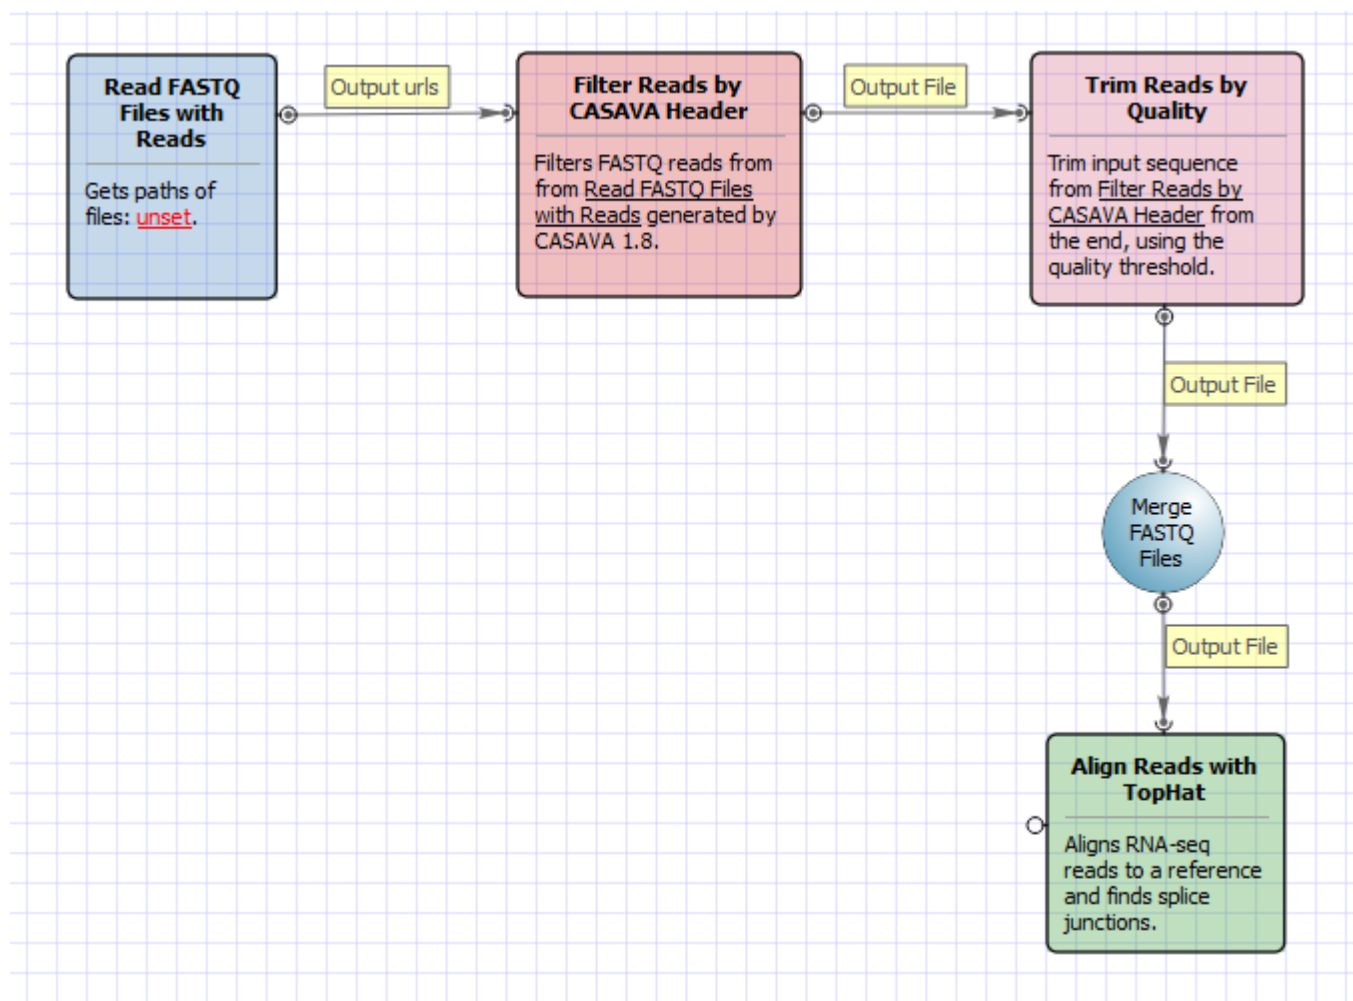 Read FASTQ
Files with
Reads
Gets paths of
files: unset.
Output urls
Filter Reads by
CASAVA Header
Filters FASTQ reads from
from Read FASTQ Files
with Reads generated by
CASAVA 1.8.
Output File
Trim Reads by
Quality
Trim input sequence
from Filter Reads by
CASAVA Header from
the end, using the
quality threshold.
Output File
Merge
FASTQ
Files
Output File
Align Reads with
TopHat
Aligns RNA-seq
reads to a reference
and finds splice
junctions.